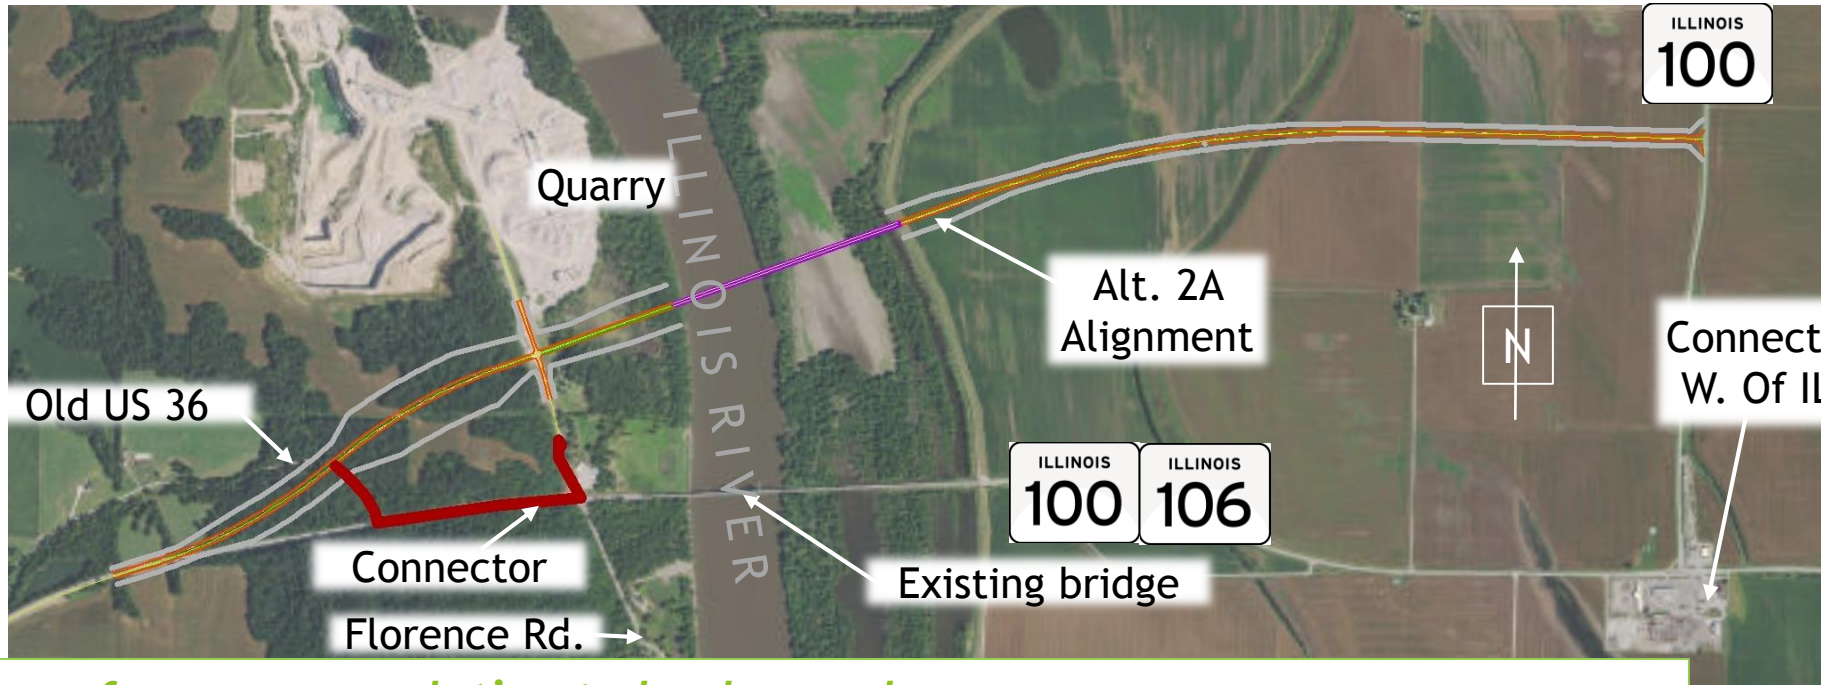 ILLINOIS
100
Quarry
ILLINOIS RIVER
Alt. 2A
Alignment
N
Connect
W. Of IL
Old US 36
ILLINOIS
100
ILLINOIS
106
Connector
Existing bridge
Florence Rd.